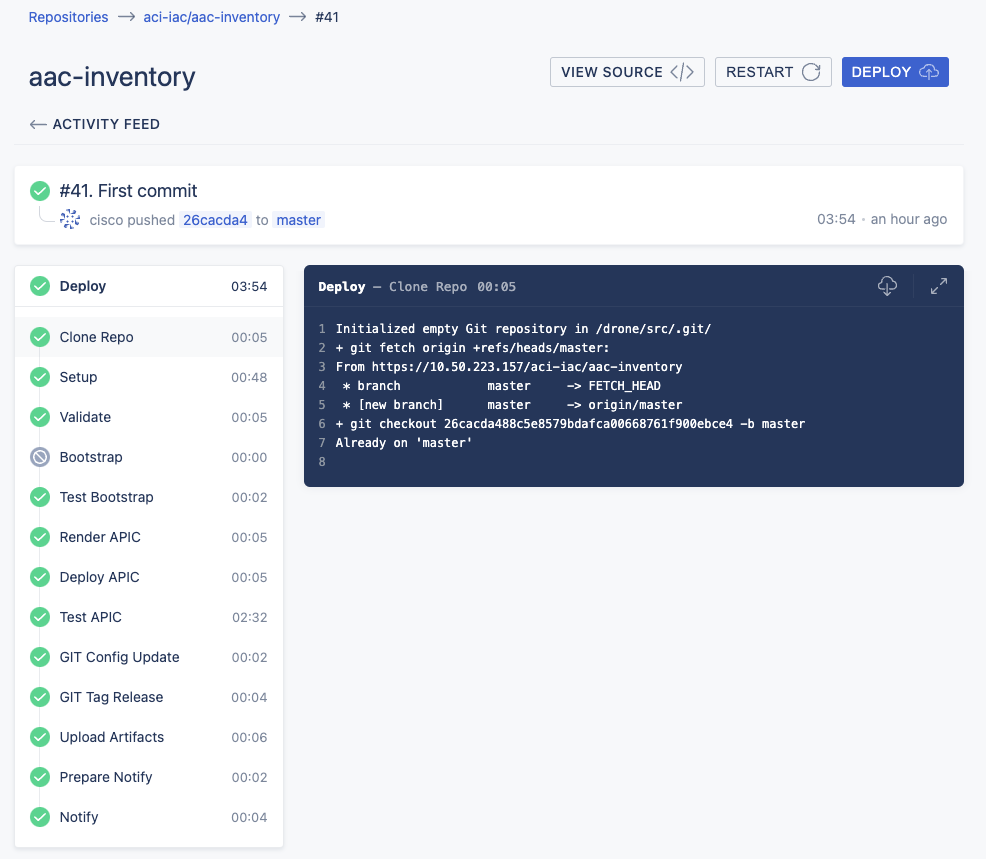 Repositories → aci-iac/aac-inventory → #41
aac-inventory
VIEW SOURCE </>
RESTART
DEPLOY
← ACTIVITY FEED
#41. First commit
cisco pushed 26cacda4 to master
03:54 • an hour ago
Deploy 03:54
Clone Repo 00:05
Setup 00:48
Validate 00:05
Bootstrap 00:00
Test Bootstrap 00:02
Render APIC 00:05
Deploy APIC 00:05
Test APIC 02:32
GIT Config Update 00:02
GIT Tag Release 00:04
Upload Artifacts 00:06
Prepare Notify 00:02
Notify 00:04
Deploy — Clone Repo 00:05
1 Initialized empty Git repository in /drone/src/.git/
2 + git fetch origin +refs/heads/master:
3 From https://10.50.223.157/aci-iac/aac-inventory
4 * branch master -> FETCH_HEAD
5 * [new branch] master -> origin/master
6 + git checkout 26cacda488c5e8579bdafca00668761f900ebce4 -b master
7 Already on 'master'
8